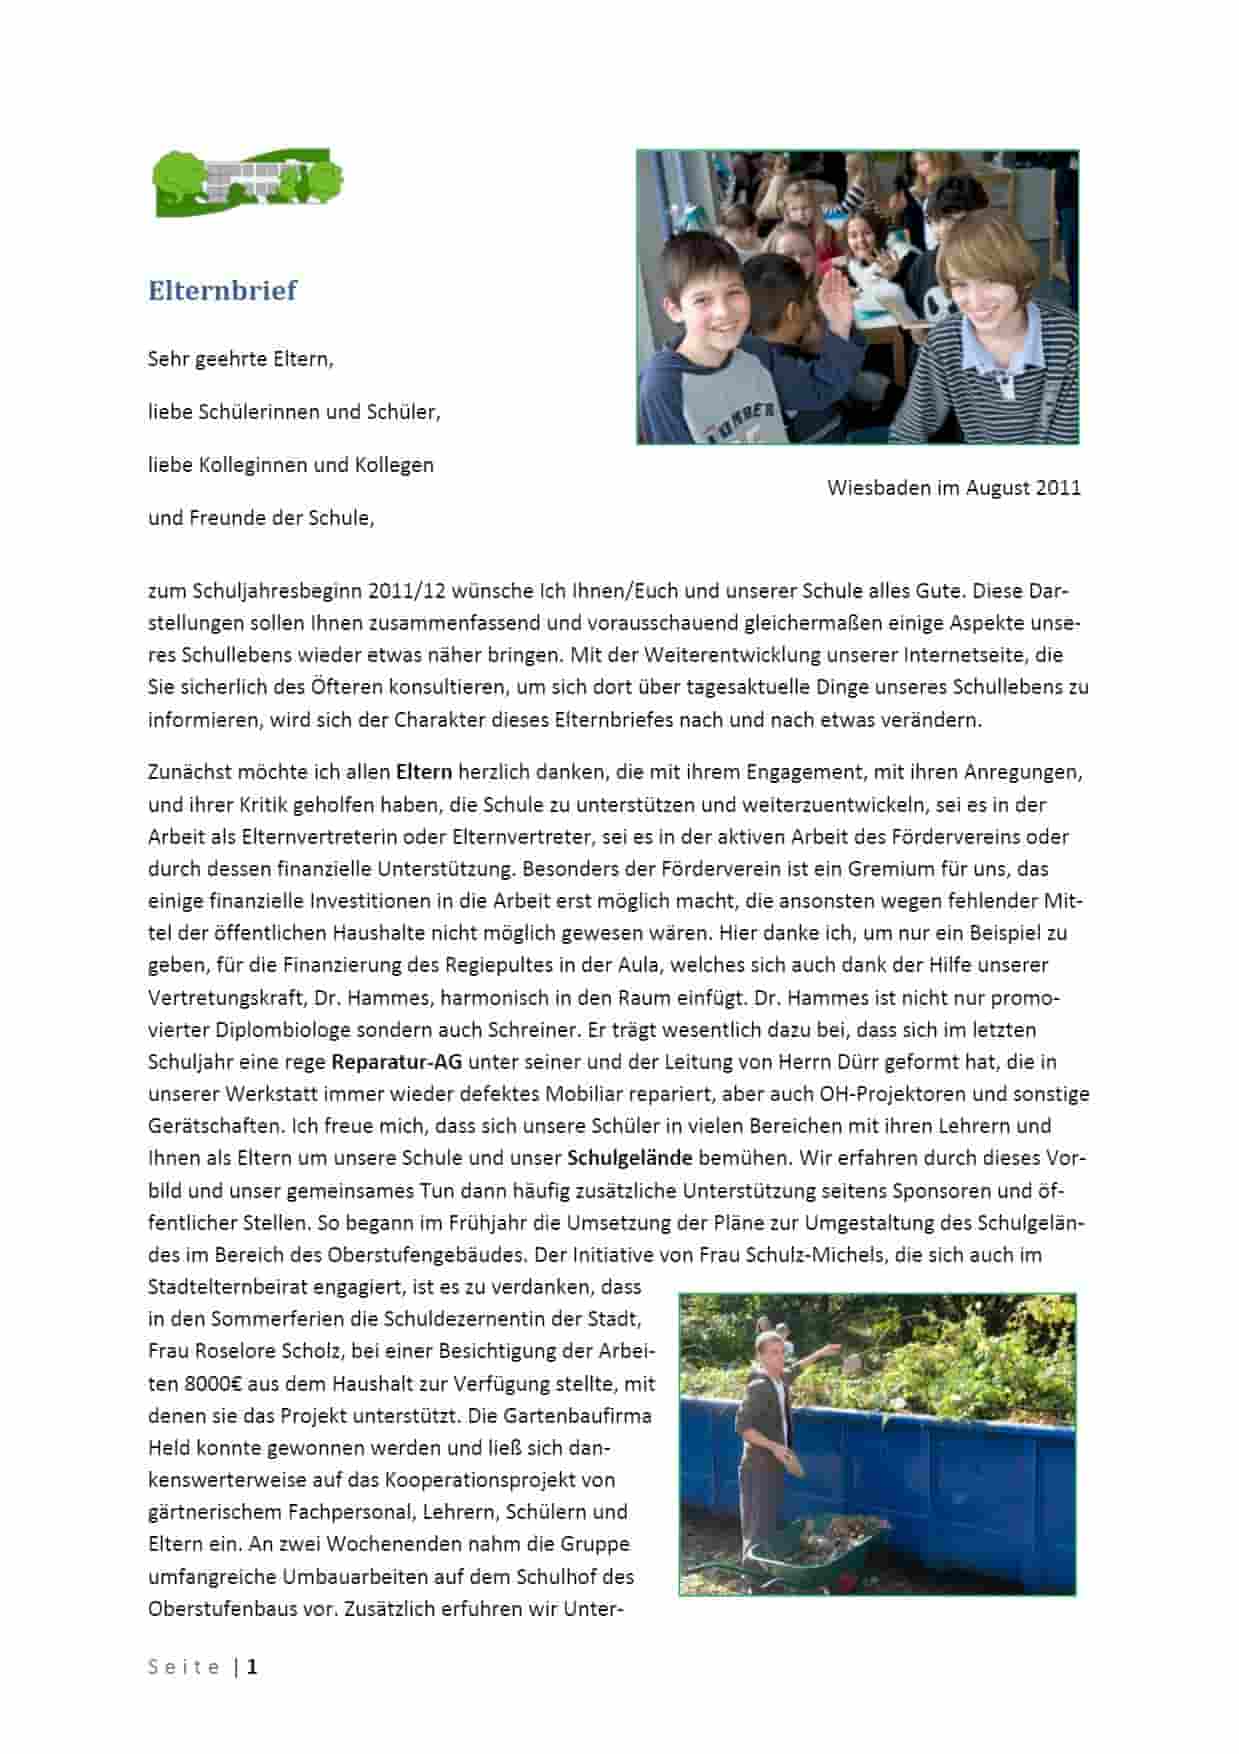 Elternbrief
Sehr geehrte Eltern,
liebe Schülerinnen und Schüler,
liebe Kolleginnen und Kollegen
und Freunde der Schule,
Wiesbaden im August 2011
zum Schuljahresbeginn 2011/12 wünsche Ich Ihnen/Euch und unserer Schule alles Gute. Diese Dar-
stellungen sollen Ihnen zusammenfassend und vorausschauend gleichermaßen einige Aspekte unse-
res Schullebens wieder etwas näher bringen. Mit der Weiterentwicklung unserer Internetseite, die
Sie sicherlich des Öfteren konsultieren, um sich dort über tagesaktuelle Dinge unseres Schullebens zu
informieren, wird sich der Charakter dieses Elternbriefes nach und nach etwas verändern.
Zunächst möchte ich allen Eltern herzlich danken, die mit ihrem Engagement, mit ihren Anregungen,
und ihrer Kritik geholfen haben, die Schule zu unterstützen und weiterzuentwickeln, sei es in der
Arbeit als Elternvertreterin oder Elternvertreter, sei es in der aktiven Arbeit des Fördervereins oder
durch dessen finanzielle Unterstützung. Besonders der Förderverein ist ein Gremium für uns, das
einige finanzielle Investitionen in die Arbeit erst möglich macht, die ansonsten wegen fehlender Mit-
tel der öffentlichen Haushalte nicht möglich gewesen wären. Hier danke ich, um nur ein Beispiel zu
geben, für die Finanzierung des Regiepultes in der Aula, welches sich auch dank der Hilfe unserer
Vertretungskraft, Dr. Hammes, harmonisch in den Raum einfügt. Dr. Hammes ist nicht nur promo-
vierter Diplombiologe sondern auch Schreiner. Er trägt wesentlich dazu bei, dass sich im letzten
Schuljahr eine rege Reparatur-AG unter seiner und der Leitung von Herrn Dürr geformt hat, die in
unserer Werkstatt immer wieder defektes Mobiliar repariert, aber auch OH-Projektoren und sonstige
Gerätschaften. Ich freue mich, dass sich unsere Schüler in vielen Bereichen mit ihren Lehrern und
Ihnen als Eltern um unsere Schule und unser Schulgelände bemühen. Wir erfahren durch dieses Vor-
bild und unser gemeinsames Tun dann häufig zusätzliche Unterstützung seitens Sponsoren und öf-
fentlicher Stellen. So begann im Frühjahr die Umsetzung der Pläne zur Umgestaltung des Schulgelän-
des im Bereich des Oberstufengebäudes. Der Initiative von Frau Schulz-Michels, die sich auch im
Stadtelternbeirat engagiert, ist es zu verdanken, dass
in den Sommerferien die Schuldezernentin der Stadt,
Frau Roselore Scholz, bei einer Besichtigung der Arbei-
ten 8000€ aus dem Haushalt zur Verfügung stellte, mit
denen sie das Projekt unterstützt. Die Gartenbaufirma
Held konnte gewonnen werden und ließ sich dan-
kenswerterweise auf das Kooperationsprojekt von
gärtnerischem Fachpersonal, Lehrern, Schülern und
Eltern ein. An zwei Wochenenden nahm die Gruppe
umfangreiche Umbauarbeiten auf dem Schulhof des
Oberstufenbaus vor. Zusätzlich erfuhren wir Unter-
Seite | 1